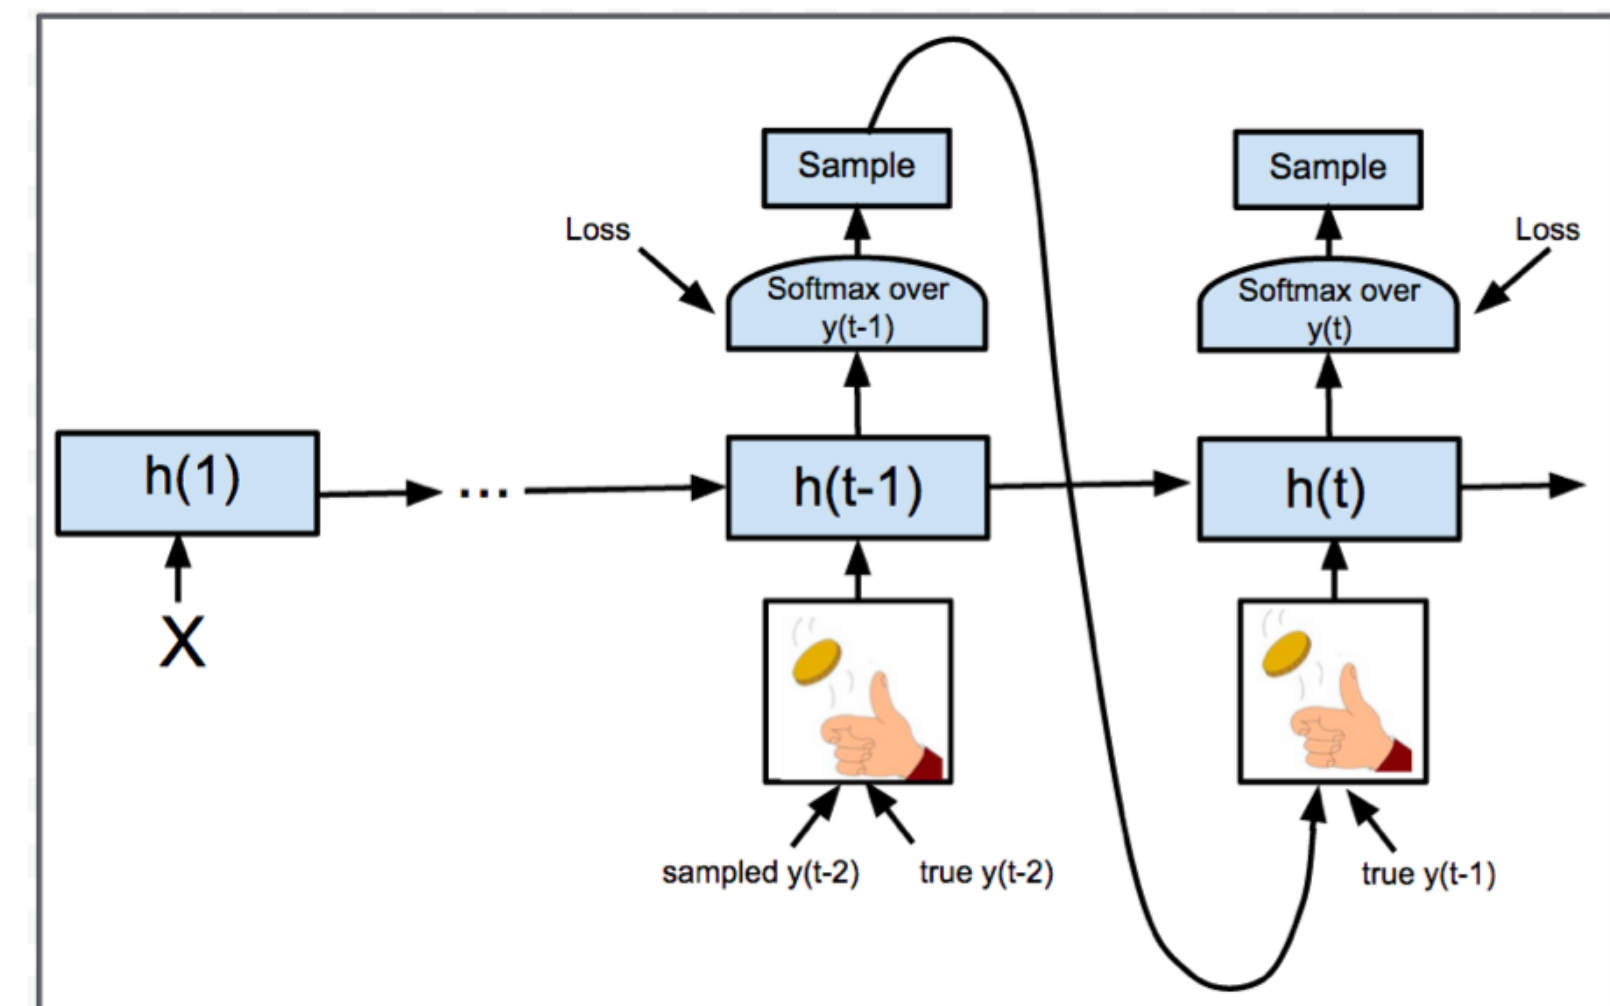 Sample
Sample
Loss
Loss
Softmax over
y(t-1)
Softmax over
y(t)
h(1)
...
h(t-1)
h(t)
X
sampled y(t-2)
true y(t-2)
true y(t-1)